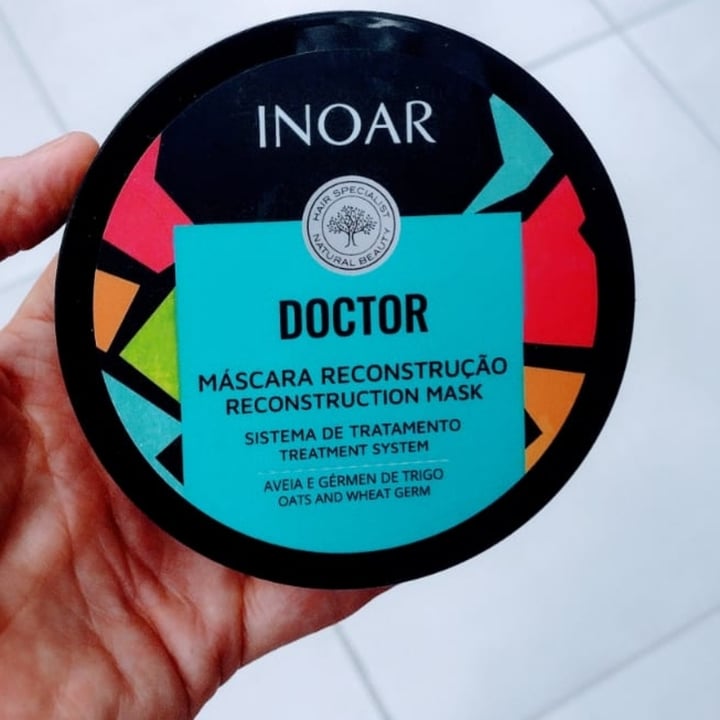 INOAR
HAIR SPECIALIST
NATURAL BEAUTY
DOCTOR
MÁSCARA RECONSTRUÇÃO
RECONSTRUCTION MASK
SISTEMA DE TRATAMENTO
TREATMENT SYSTEM
AVEIA E GÉRMEN DE TRIGO
OATS AND WHEAT GERM